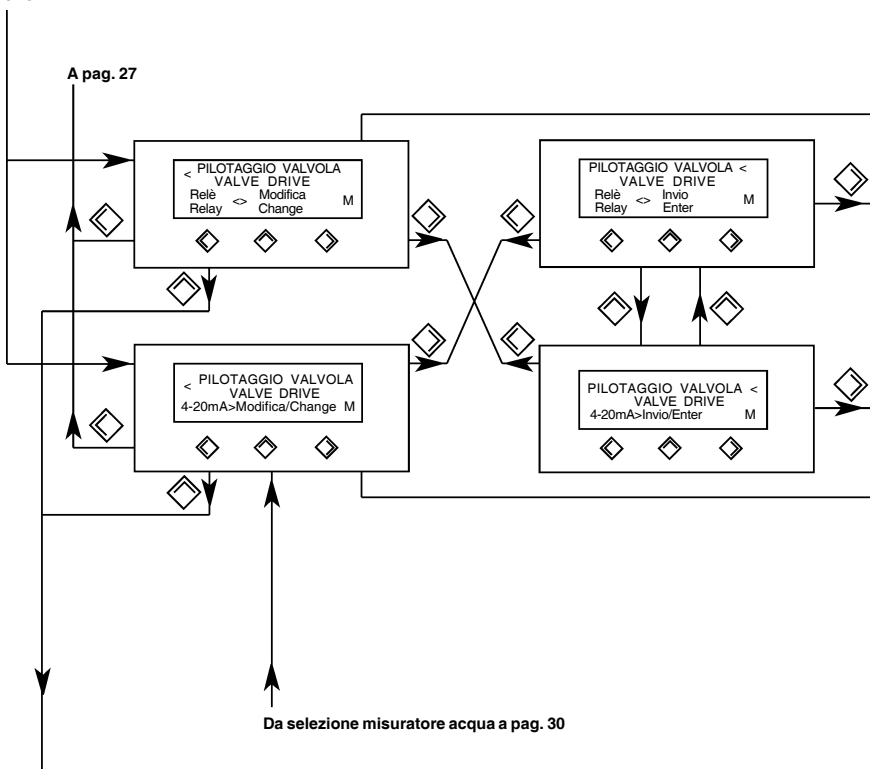 A pag. 27
< PILOTAGGIO VALVOLA
VALVE DRIVE
Relè <> Modifica
Relay Change M
PILOTAGGIO VALVOLA <
VALVE DRIVE
Relè <> Invio
Relay Enter M
< PILOTAGGIO VALVOLA
VALVE DRIVE
4-20mA>Modifica/Change M
PILOTAGGIO VALVOLA <
VALVE DRIVE
4-20mA>Invio/Enter M
Da selezione misuratore acqua a pag. 30